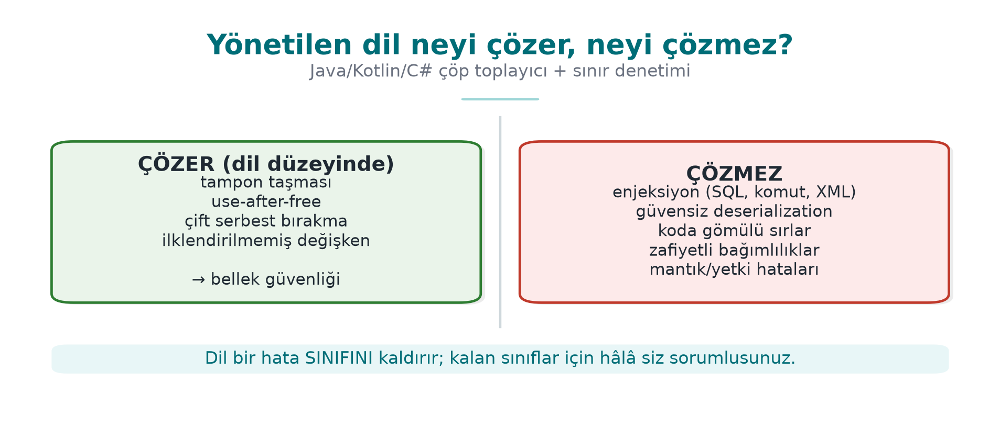 Yönetilen dil neyi çözer, neyi çözmez?
Java/Kotlin/C# çöp toplayıcı + sınır denetimi
ÇÖZER (dil düzeyinde)
tampon taşması
use-after-free
çift serbest bırakma
ilklendirilmemiş değişken
→ bellek güvenliği
ÇÖZMEZ
enjeksiyon (SQL, komut, XML)
güvensiz deserialization
koda gömülü sırlar
zafiyetli bağımlılıklar
mantık/yetki hataları
Dil bir hata SINIFINI kaldırır; kalan sınıflar için hâlâ siz sorumlusunuz.